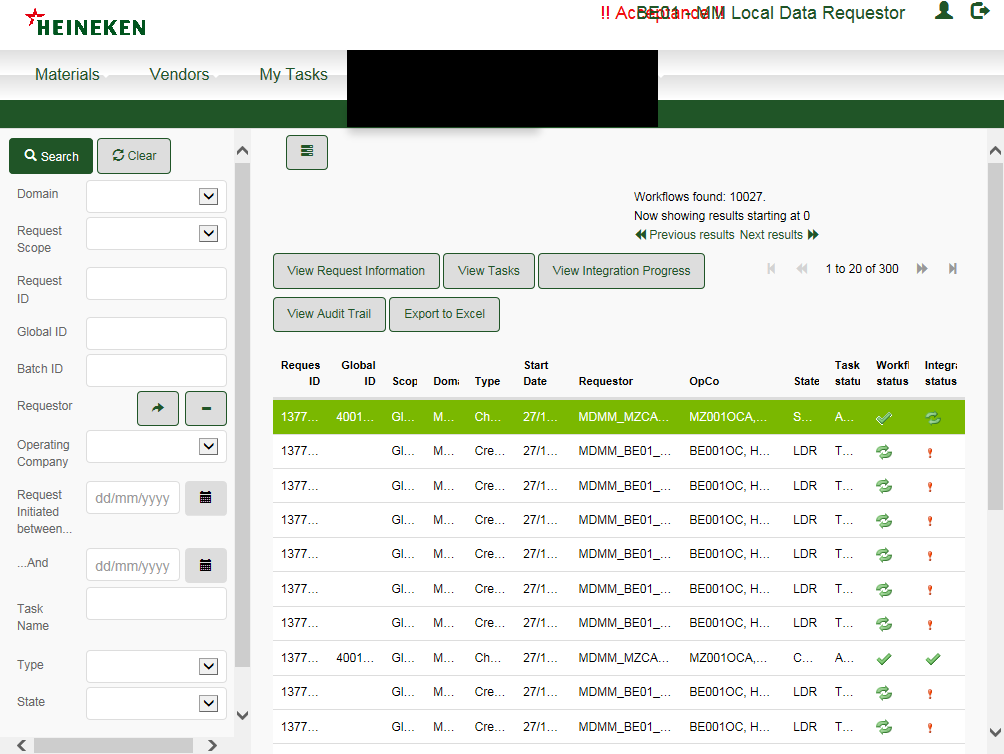 HEINEKEN
!! Acceptance !!
BE01 - MM Local Data Requestor
Materials
Vendors
My Tasks
Search
Clear
Domain
Request
Scope
Request
ID
Global ID
Batch ID
Requestor
Operating
Company
Request
Initiated
between...
dd/mm/yyyy
...And
dd/mm/yyyy
Task
Name
Type
State
Workflows found: 10027.
Now showing results starting at 0
Previous results Next results
View Request Information
View Tasks
View Integration Progress
1 to 20 of 300
View Audit Trail
Export to Excel
Reques ID Global ID Scop Doma Type Start Date Requestor OpCo State Task statu Workfl status Integra status
1377... 4001... Gl... M... Ch... 27/1... MDMM_MZCA... MZ001OCA,... S... A...
1377... Gl... M... Cre... 27/1... MDMM_BE01_... BE001OC, H... LDR T...
1377... Gl... M... Cre... 27/1... MDMM_BE01_... BE001OC, H... LDR T...
1377... Gl... M... Cre... 27/1... MDMM_BE01_... BE001OC, H... LDR T...
1377... Gl... M... Cre... 27/1... MDMM_BE01_... BE001OC, H... LDR T...
1377... Gl... M... Cre... 27/1... MDMM_BE01_... BE001OC, H... LDR T...
1377... Gl... M... Cre... 27/1... MDMM_BE01_... BE001OC, H... LDR T...
1377... 4001... Gl... M... Ch... 27/1... MDMM_MZCA... MZ001OCA,... C... A...
1377... Gl... M... Cre... 27/1... MDMM_BE01_... BE001OC, H... LDR T...
1377... Gl... M... Cre... 27/1... MDMM_BE01_... BE001OC, H... LDR T...